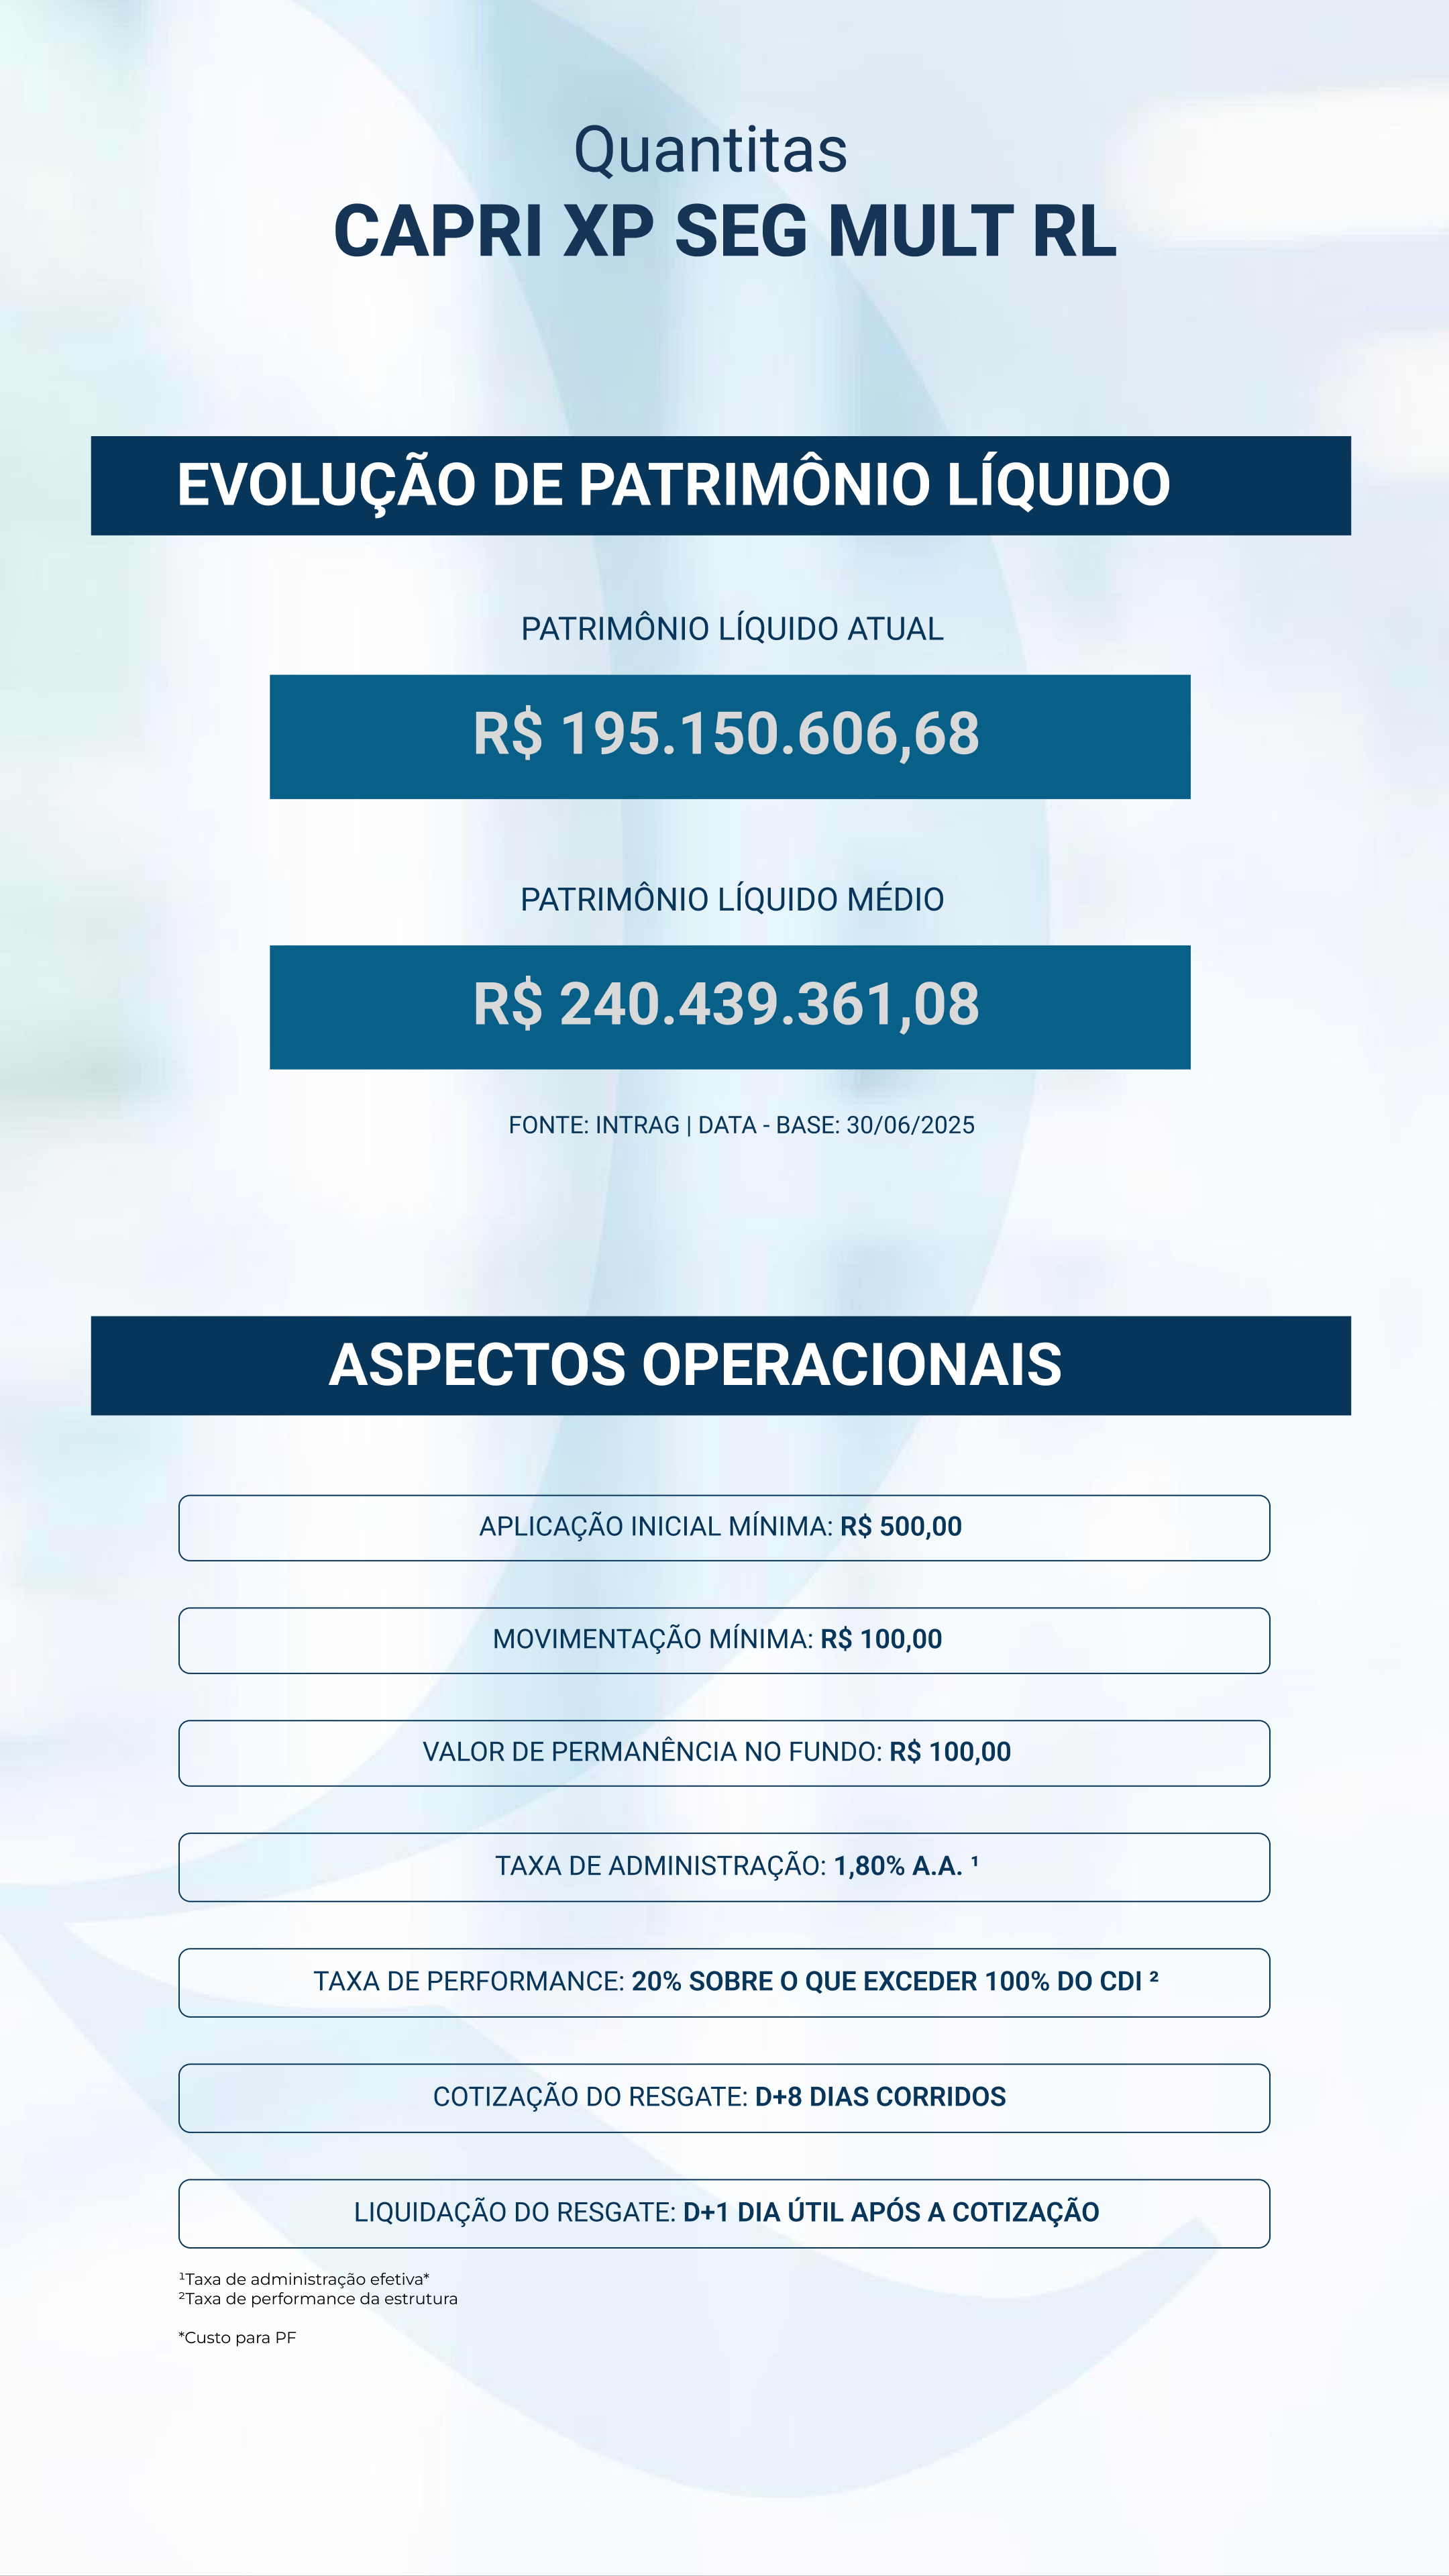 Quantitas
CAPRI XP SEG MULT RL
EVOLUÇÃO DE PATRIMÔNIO LÍQUIDO
PATRIMÔNIO LÍQUIDO ATUAL
R$ 195.150.606,68
PATRIMÔNIO LÍQUIDO MÉDIO
R$ 240.439.361,08
FONTE: INTRAG | DATA - BASE: 30/06/2025
ASPECTOS OPERACIONAIS
APLICAÇÃO INICIAL MÍNIMA: R$ 500,00
MOVIMENTAÇÃO MÍNIMA: R$ 100,00
VALOR DE PERMANÊNCIA NO FUNDO: R$ 100,00
TAXA DE ADMINISTRAÇÃO: 1,80% A.A. ¹
TAXA DE PERFORMANCE: 20% SOBRE O QUE EXCEDER 100% DO CDI ²
COTIZAÇÃO DO RESGATE: D+8 DIAS CORRIDOS
LIQUIDAÇÃO DO RESGATE: D+1 DIA ÚTIL APÓS A COTIZAÇÃO
¹Taxa de administração efetiva*
²Taxa de performance da estrutura
*Custo para PF